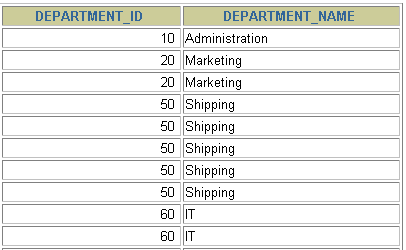 DEPARTMENT_ID DEPARTMENT_NAME
10 Administration
20 Marketing
20 Marketing
50 Shipping
50 Shipping
50 Shipping
50 Shipping
50 Shipping
60 IT
60 IT